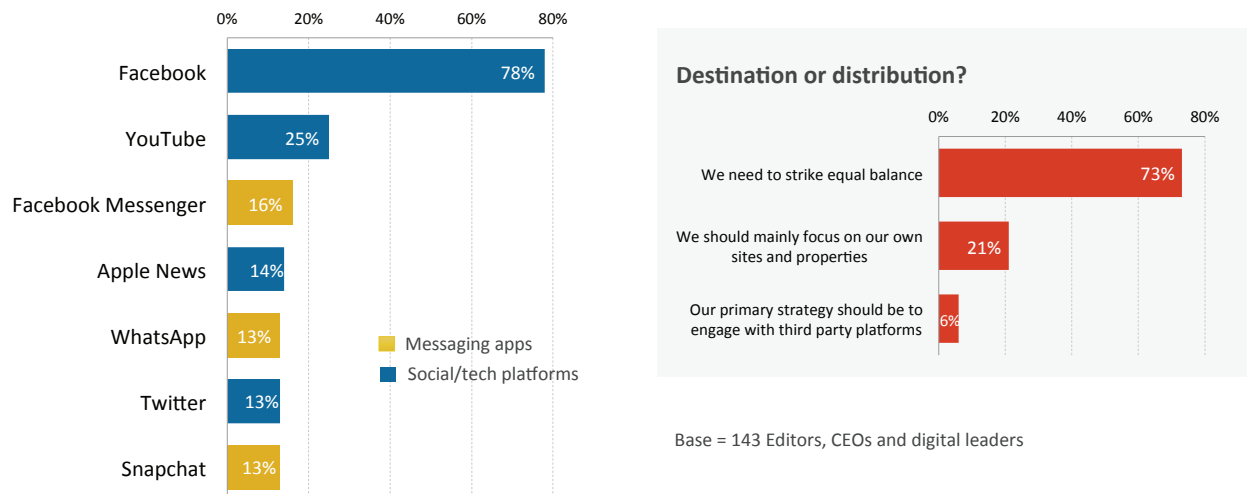 0% 20% 40% 60% 80%
Facebook 78%
YouTube 25%
Facebook Messenger 16%
Apple News 14%
WhatsApp 13%
Twitter 13%
Snapchat 13%
Messaging apps
Social/tech platforms
Destination or distribution?
0% 20% 40% 60% 80%
We need to strike equal balance 73%
We should mainly focus on our own
sites and properties
21%
Our primary strategy should be to
engage with third party platforms
6%
Base = 143 Editors, CEOs and digital leaders